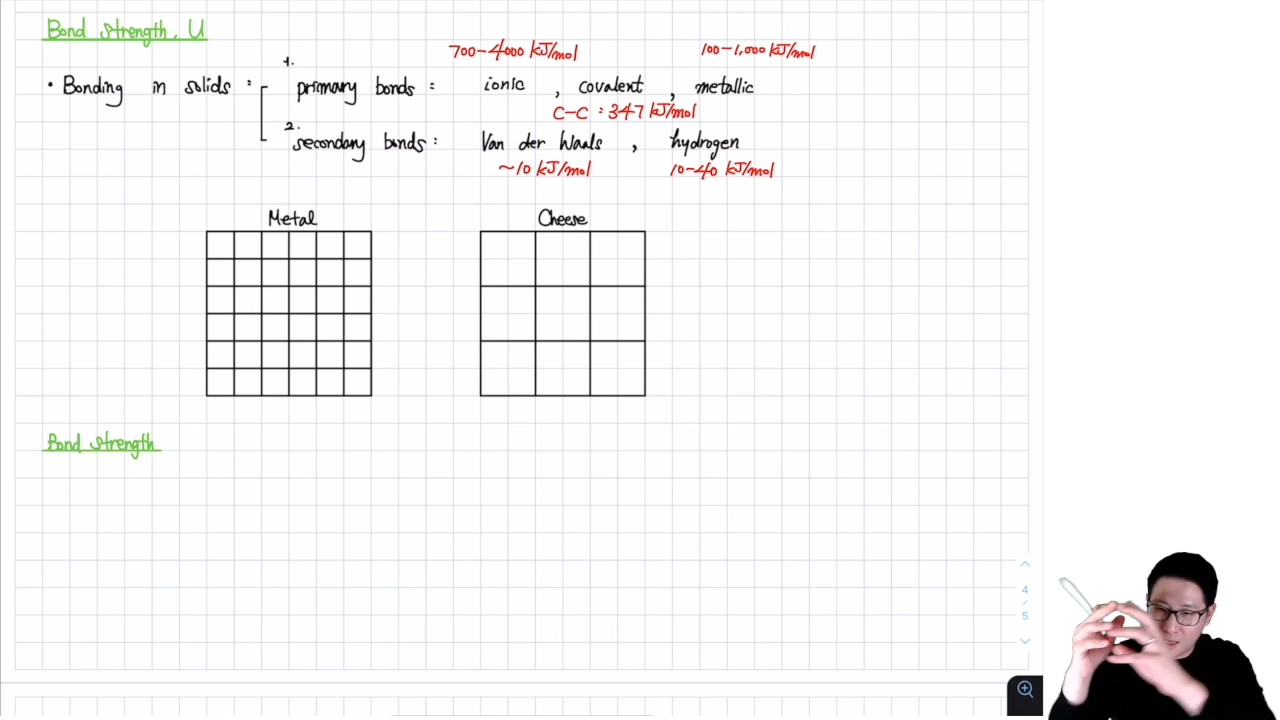 Bond strength, U
700-4000 kJ/mol 100-1,000 kJ/mol
1.
• Bonding in solids : primary bonds : ionic , covalent , metallic
C-C : 347 kJ/mol
2.
secondary bonds : Van der Waals , hydrogen
~10 kJ/mol 10-40 kJ/mol
Metal Cheese
Bond strength
4
/
5